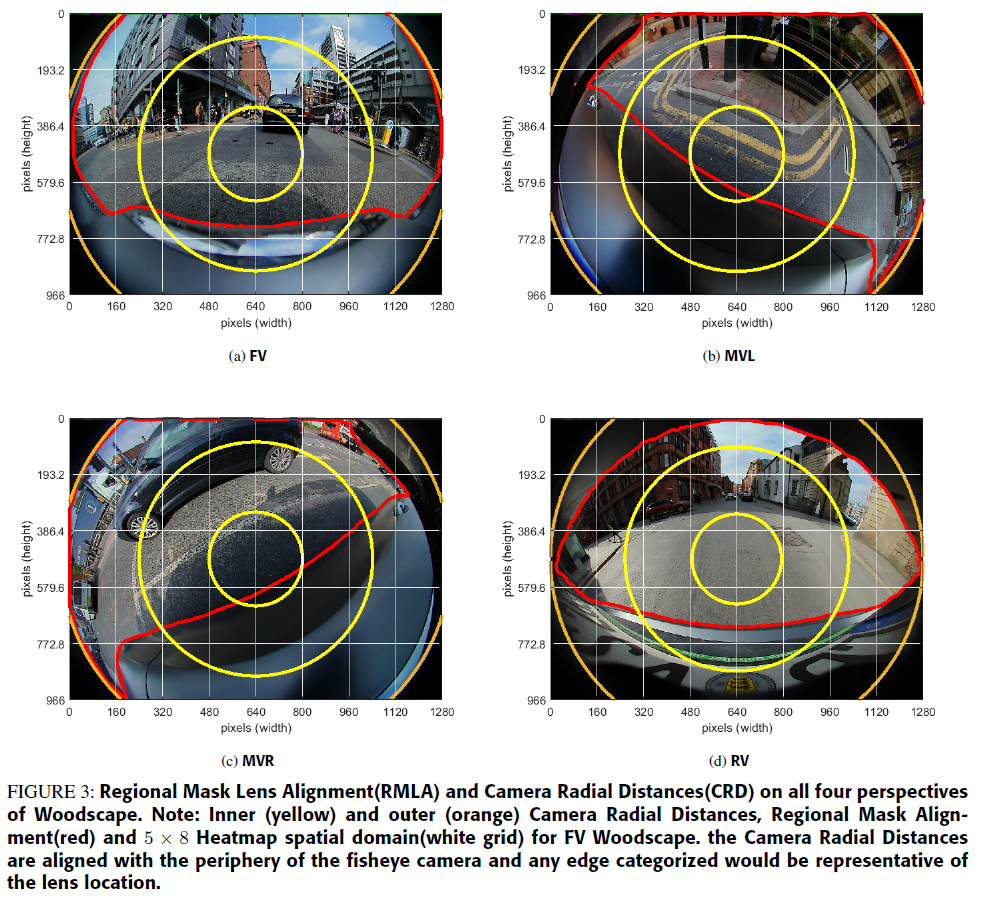 0
193.2
386.4
579.6
772.8
966
pixels (height)
0 160 320 480 640 800 960 1120 1280
pixels (width)
(a) FV
0
193.2
386.4
579.6
772.8
966
pixels (height)
0 160 320 480 640 800 960 1120 1280
pixels (width)
(b) MVL
0
193.2
386.4
579.6
772.8
966
pixels (height)
0 160 320 480 640 800 960 1120 1280
pixels (width)
(c) MVR
0
193.2
386.4
579.6
772.8
966
pixels (height)
0 160 320 480 640 800 960 1120 1280
pixels (width)
(d) RV
FIGURE 3: Regional Mask Lens Alignment(RMLA) and Camera Radial Distances(CRD) on all four perspectives
of Woodscape. Note: Inner (yellow) and outer (orange) Camera Radial Distances, Regional Mask Align-
ment(red) and 5 × 8 Heatmap spatial domain(white grid) for FV Woodscape. the Camera Radial Distances
are aligned with the periphery of the fisheye camera and any edge categorized would be representative of
the lens location.